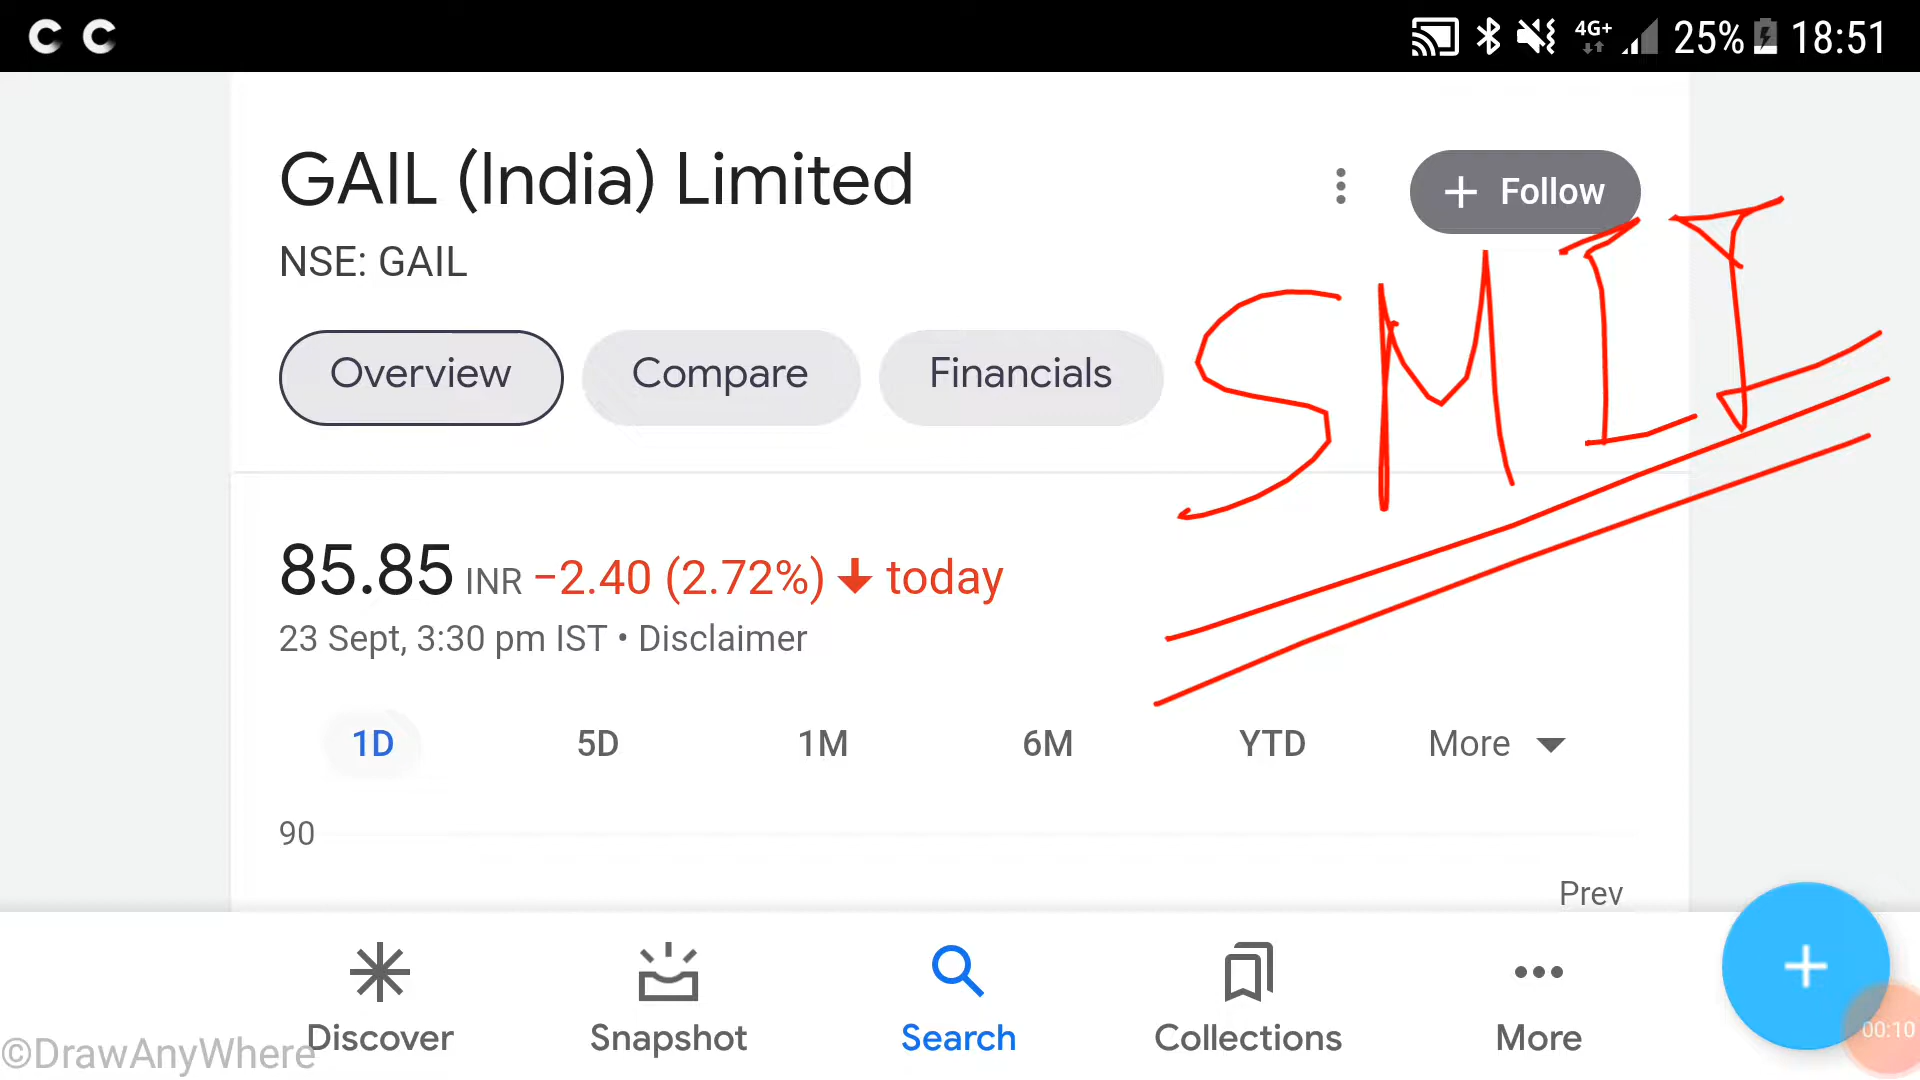 25% 18:51
4G+
GAIL (India) Limited
+ Follow
NSE: GAIL
SMIT
Overview Compare Financials
85.85 INR −2.40 (2.72%) ↓ today
23 Sept, 3:30 pm IST • Disclaimer
1D 5D 1M 6M YTD More
90
Prev
Discover Snapshot Search Collections More
00:10
©DrawAnyWhere